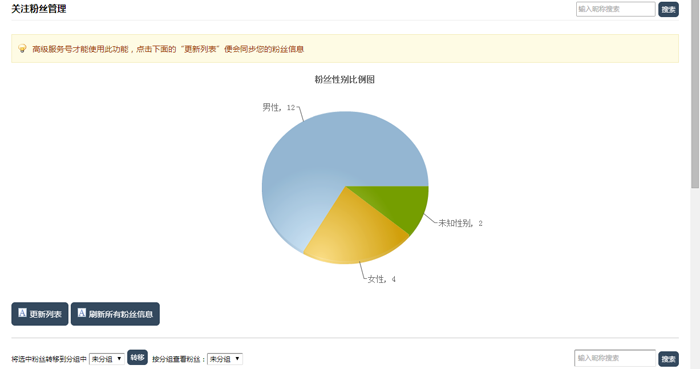 关注粉丝管理
输入昵称搜索 搜索
高级服务号才能使用此功能，点击下面的“更新列表”便会同步您的粉丝信息
粉丝性别比例图
男性, 12
未知性别, 2
女性, 4
更新列表 刷新所有粉丝信息
将选中粉丝转移到分组中 未分组 转移 按分组查看粉丝：未分组 输入昵称搜索 搜索